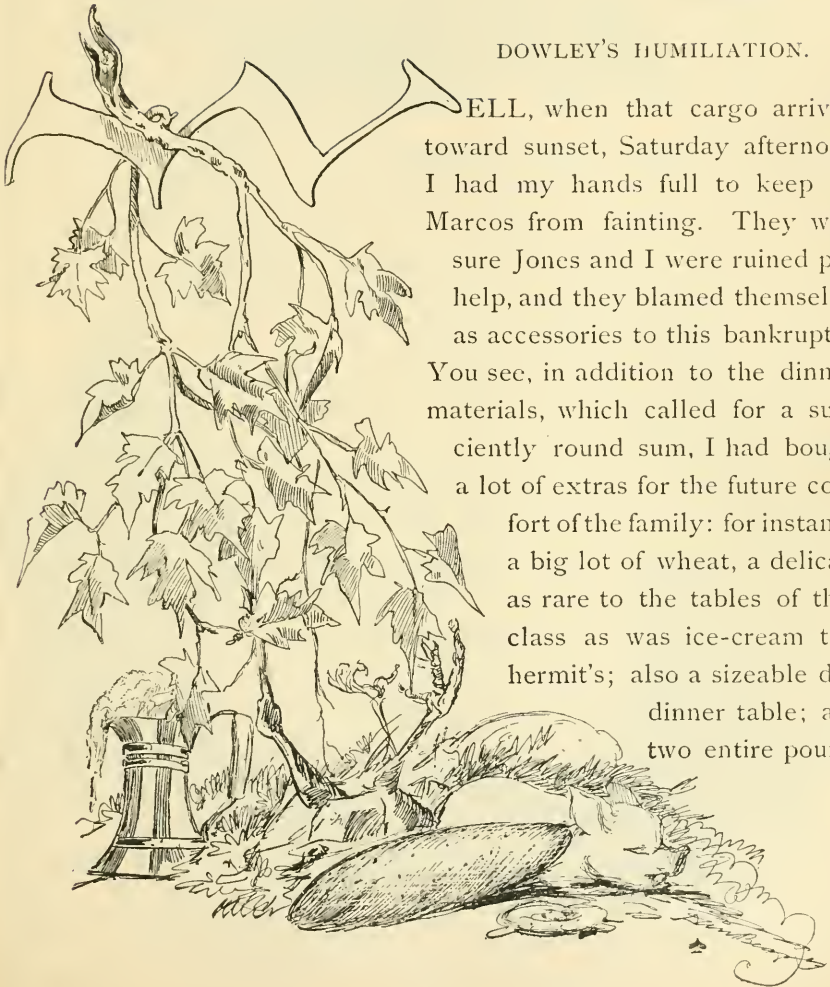 DOWLEY'S HUMILIATION.
WELL, when that cargo arriv
toward sunset, Saturday afterno
I had my hands full to keep
Marcos from fainting. They w
sure Jones and I were ruined p
help, and they blamed themsel
as accessories to this bankrupt
You see, in addition to the dinn
materials, which called for a su
ciently round sum, I had boug
a lot of extras for the future co
fort of the family: for instan
a big lot of wheat, a delica
as rare to the tables of th
class as was ice-cream t
hermit's; also a sizeable d
dinner table; a
two entire pou